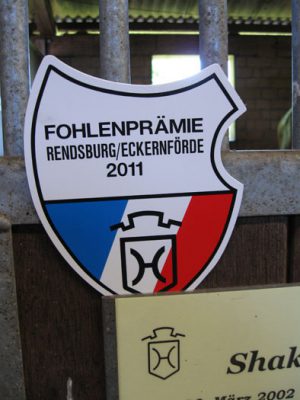 FOHLENPRÄMIE
RENDSBURG/ECKERNFÖRDE
2011
Shak
März 2002